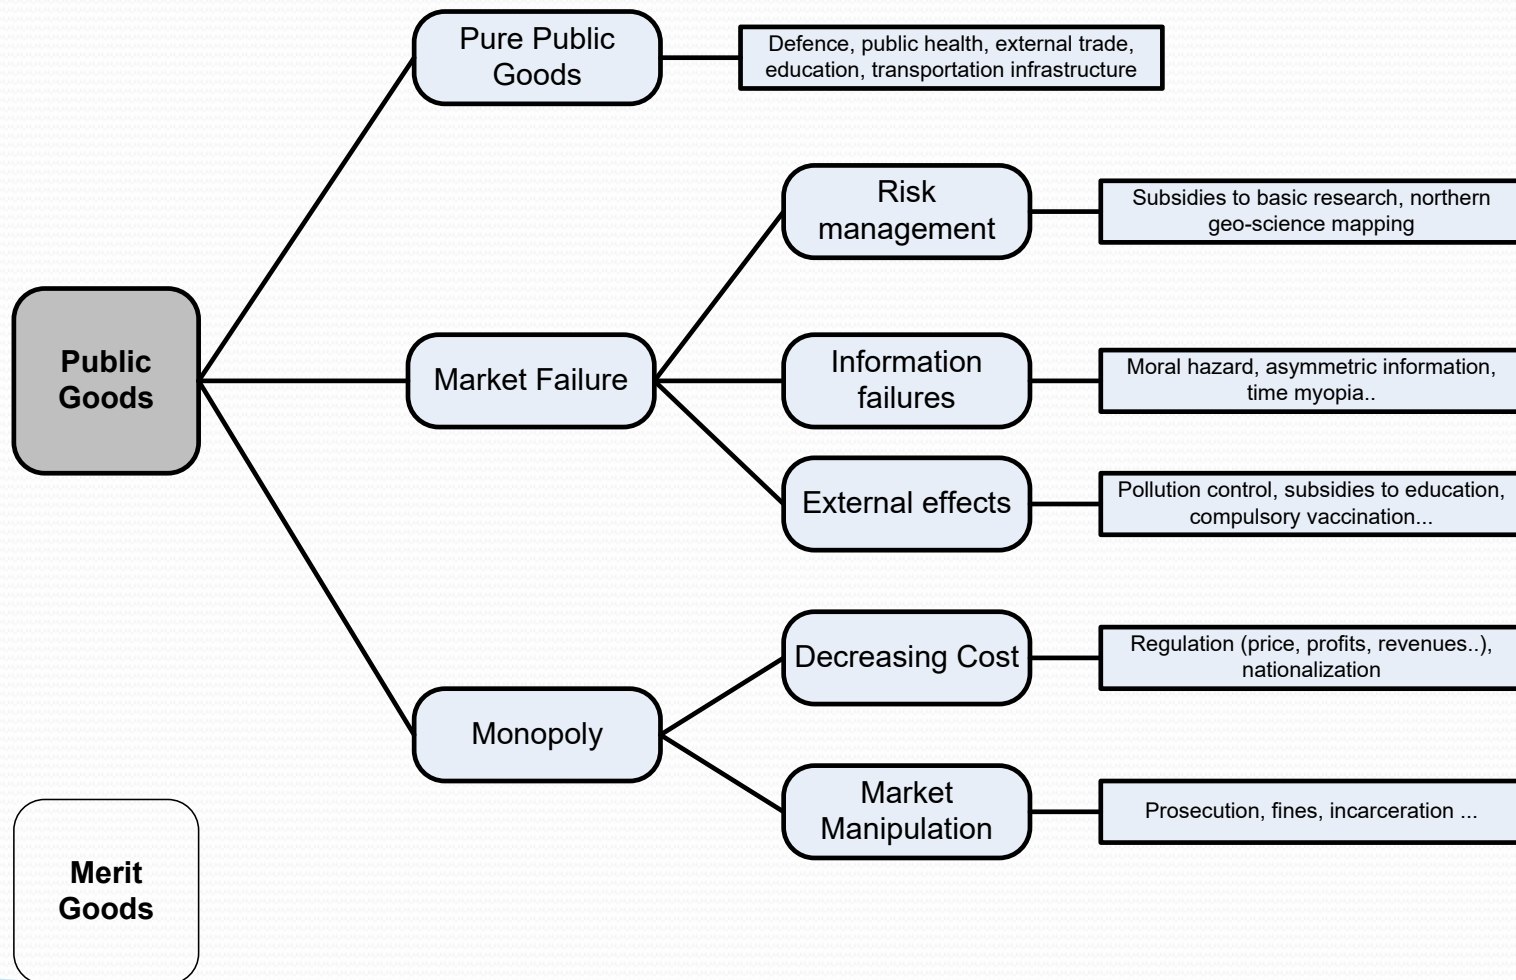 Pure Public
Goods
Defence, public health, external trade,
education, transportation infrastructure
Risk
management
Subsidies to basic research, northern
geo-science mapping
Public
Goods
Market Failure
Information
failures
Moral hazard, asymmetric information,
time myopia..
External effects
Pollution control, subsidies to education,
compulsory vaccination...
Decreasing Cost
Regulation (price, profits, revenues..),
nationalization
Monopoly
Market
Manipulation
Prosecution, fines, incarceration ...
Merit
Goods